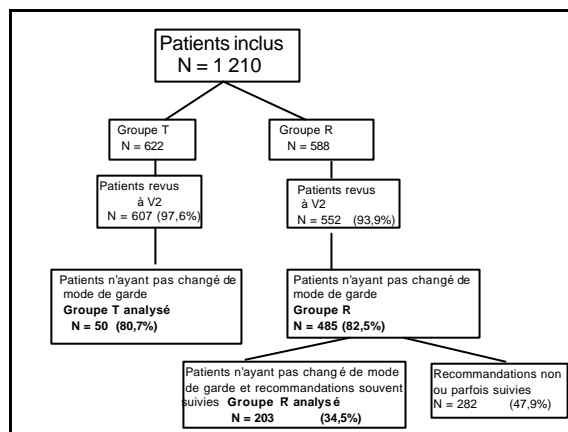 Patients inclus
N = 1 210
Groupe T
N = 622
Groupe R
N = 588
Patients revus
à V2
N = 607 (97,6%)
Patients revus
à V2
N = 552 (93,9%)
Patients n'ayant pas changé de
mode de garde
Groupe T analysé
N = 50 (80,7%)
Patients n'ayant pas changé de
mode de garde
Groupe R
N = 485 (82,5%)
Patients n'ayant pas changé de mode
de garde et recommandations souvent
suivies Groupe R analysé
N = 203 (34,5%)
Recommandations non
ou parfois suivies
N = 282 (47,9%)